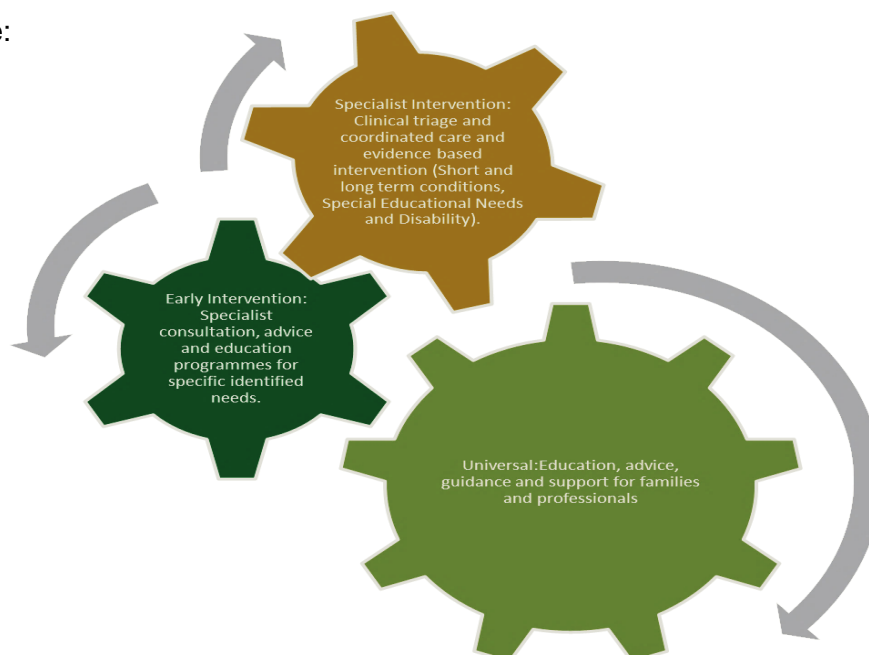 e:
Specialist Intervention:
Clinical triage and
coordinated care and
evidence based
intervention (Short and
long term conditions,
Special Educational Needs
and Disability).
Early Intervention:
Specialist
consultation, advice
and education
programmes for
specific identified
needs.
Universal:Education, advice,
guidance and support for families
and professionals